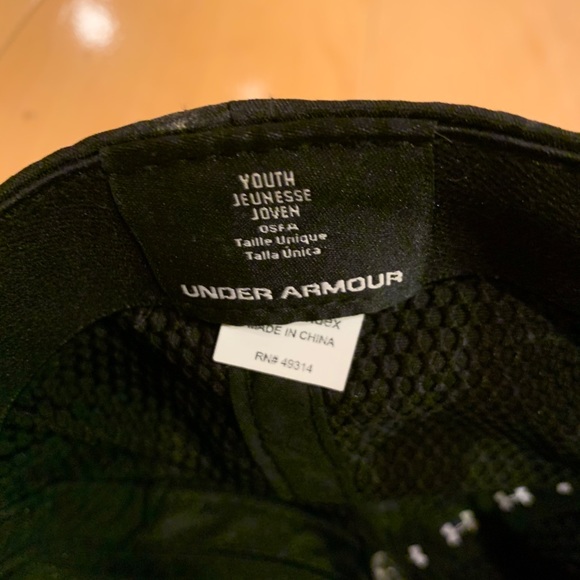 YOUTH
JEUNESSE
JOVEN
OSFA
Taille Unique
Talla Única
UNDER ARMOUR
MADE IN CHINA
RN# 49314